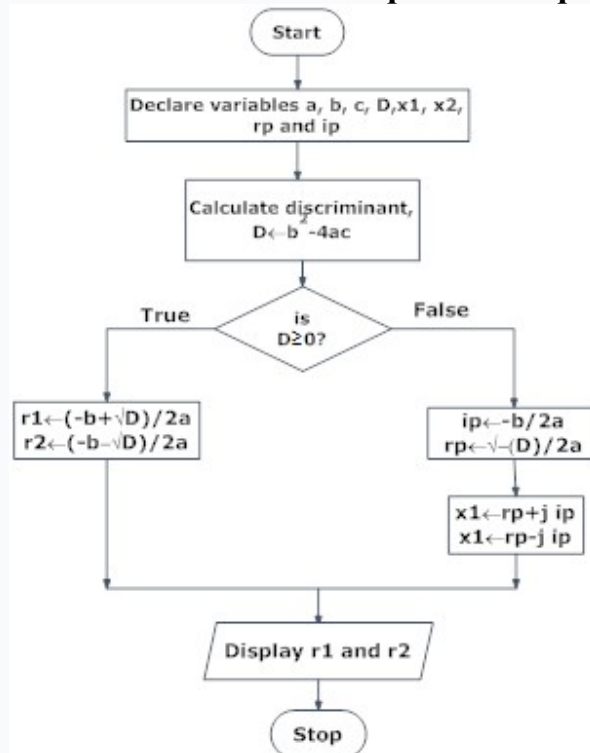 Start
Declare variables a, b, c, D,x1, x2,
rp and ip
Calculate discriminant,
D←b²-4ac
is
D≥0?
True
False
r1←(-b+√D)/2a
r2←(-b-√D)/2a
ip←-b/2a
rp←√-(D)/2a
x1←rp+j ip
x1←rp-j ip
Display r1 and r2
Stop